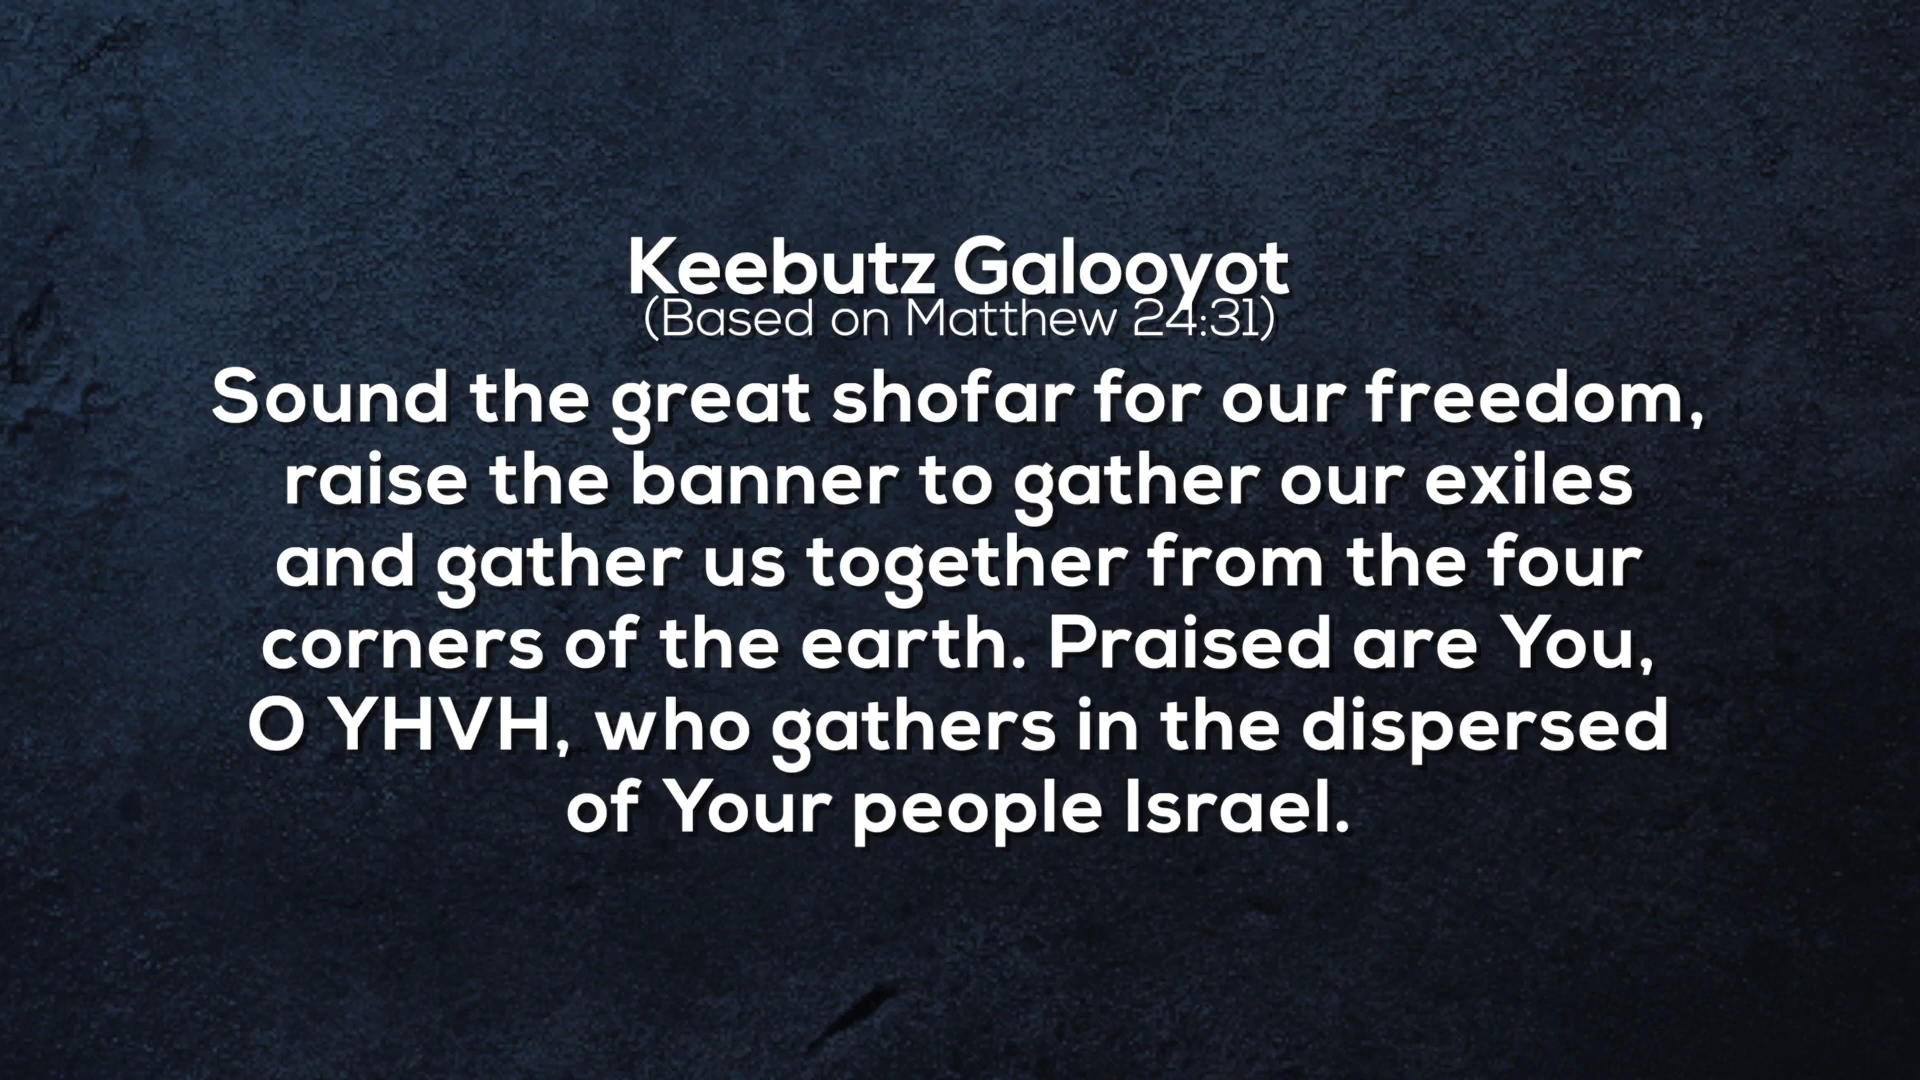 Keebutz Galooyot
(Based on Matthew 24:31)
Sound the great shofar for our freedom,
raise the banner to gather our exiles
and gather us together from the four
corners of the earth. Praised are You,
O YHVH, who gathers in the dispersed
of Your people Israel.